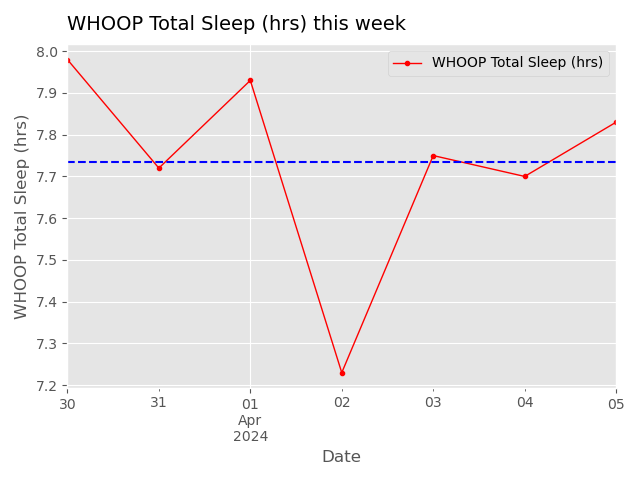 WHOOP Total Sleep (hrs) this week
WHOOP Total Sleep (hrs)
WHOOP Total Sleep (hrs)
8.0
7.9
7.8
7.7
7.6
7.5
7.4
7.3
7.2
30 31 01 02 03 04 05
Apr
2024
Date